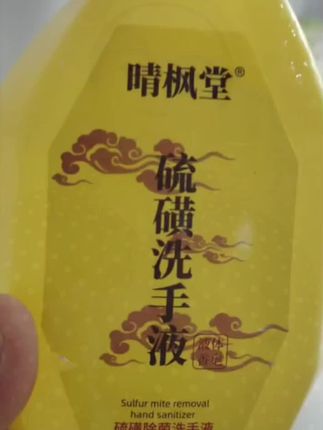 晴枫堂®
硫磺洗手液
液体
香皂
Sulfur mite removal
hand sanitizer
硫磺除菌洗手液